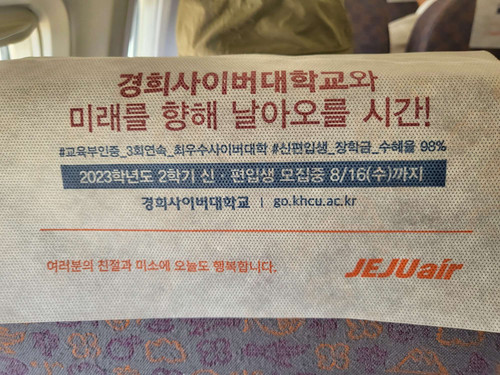 경희사이버대학교와
미래를 향해 날아오를 시간!
#교육부인증_3회연속_최우수사이버대학 #신편입생_장학금_수혜율 98%
2023학년도 2학기 신·편입생 모집중 8/16(수)까지
경희사이버대학교 | go.khcu.ac.kr
여러분의 친절과 미소에 오늘도 행복합니다.
JEJUair